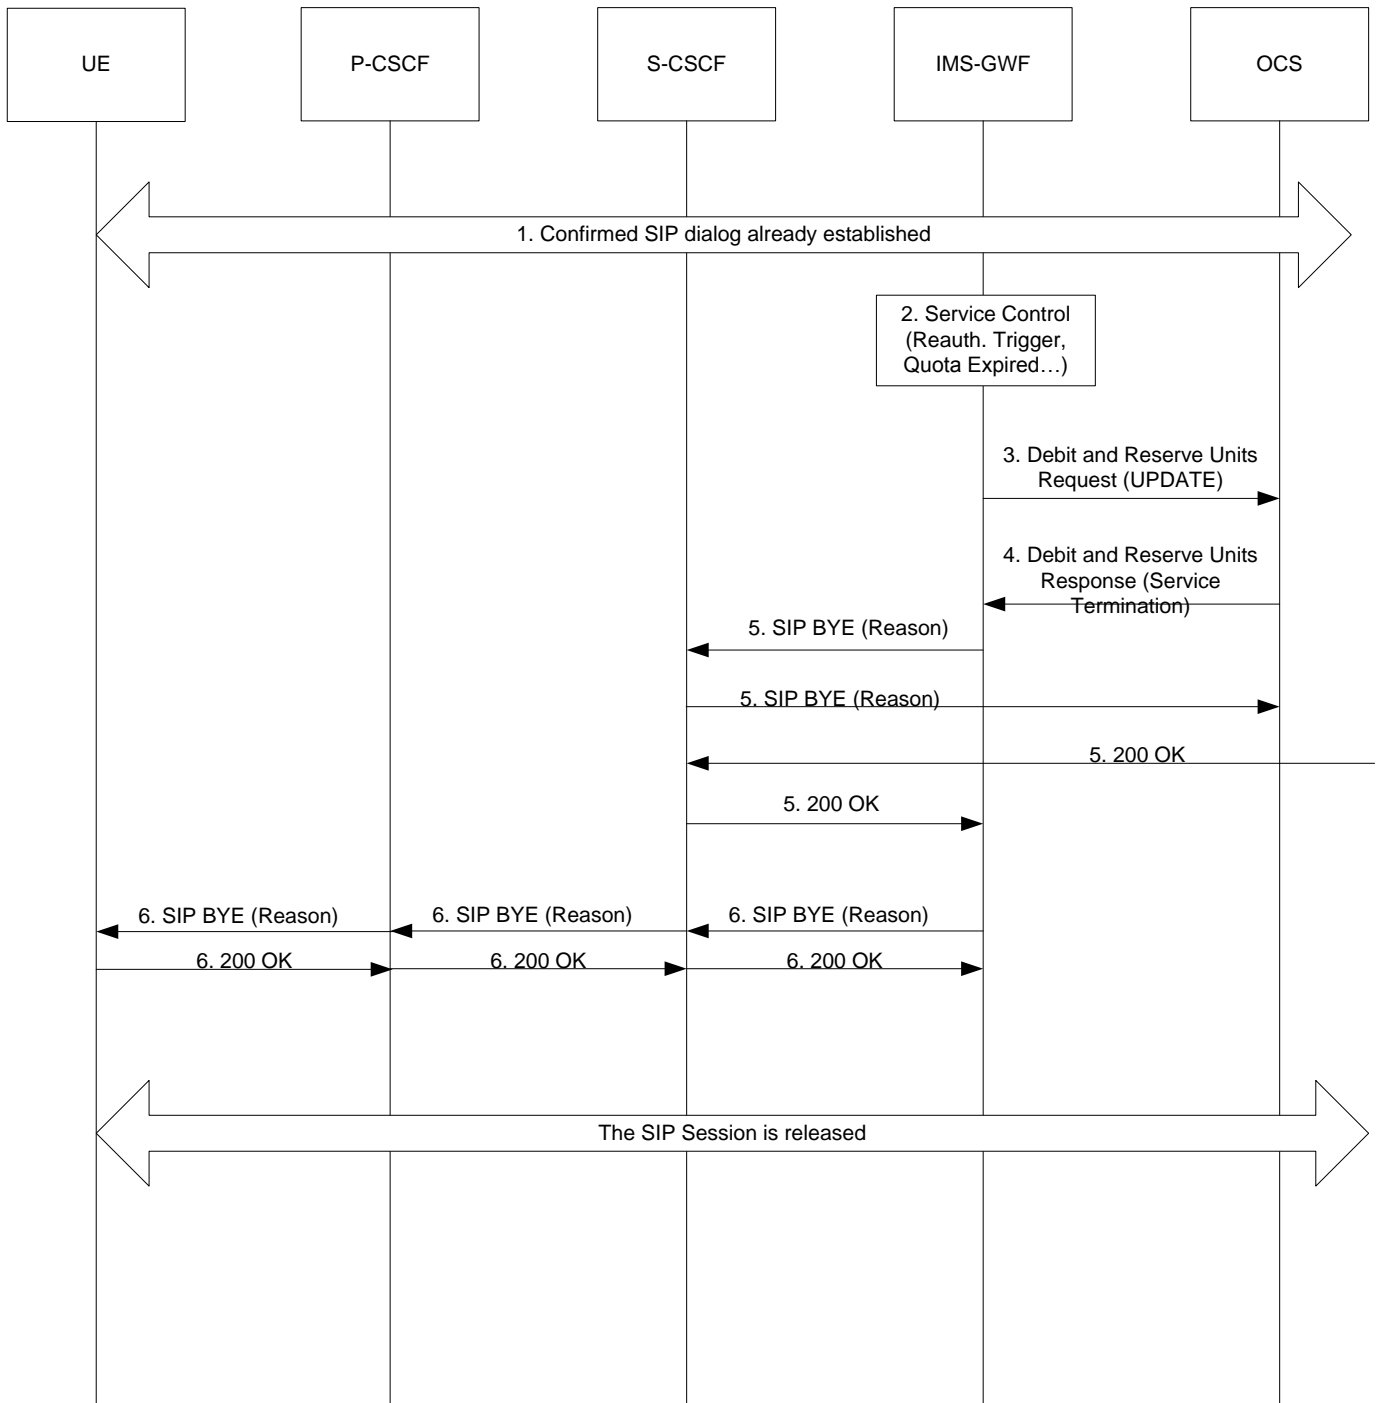 UE
P-CSCF
S-CSCF
IMS-GWF
OCS
1. Confirmed SIP dialog already established
2. Service Control
(Reauth. Trigger,
Quota Expired…)
3. Debit and Reserve Units
Request (UPDATE)
4. Debit and Reserve Units
Response (Service
Termination)
5. SIP BYE (Reason)
5. SIP BYE (Reason)
5. 200 OK
5. 200 OK
6. SIP BYE (Reason)
6. SIP BYE (Reason)
6. SIP BYE (Reason)
6. 200 OK
6. 200 OK
6. 200 OK
The SIP Session is released